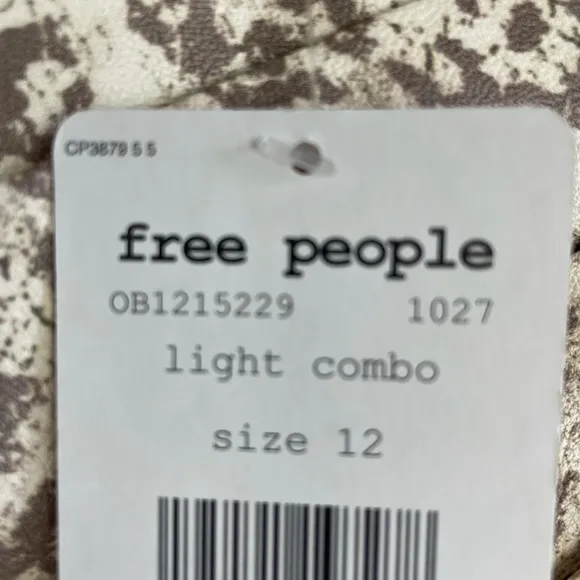 CP3879 5 5
free people
OB1215229 1027
light combo
size 12